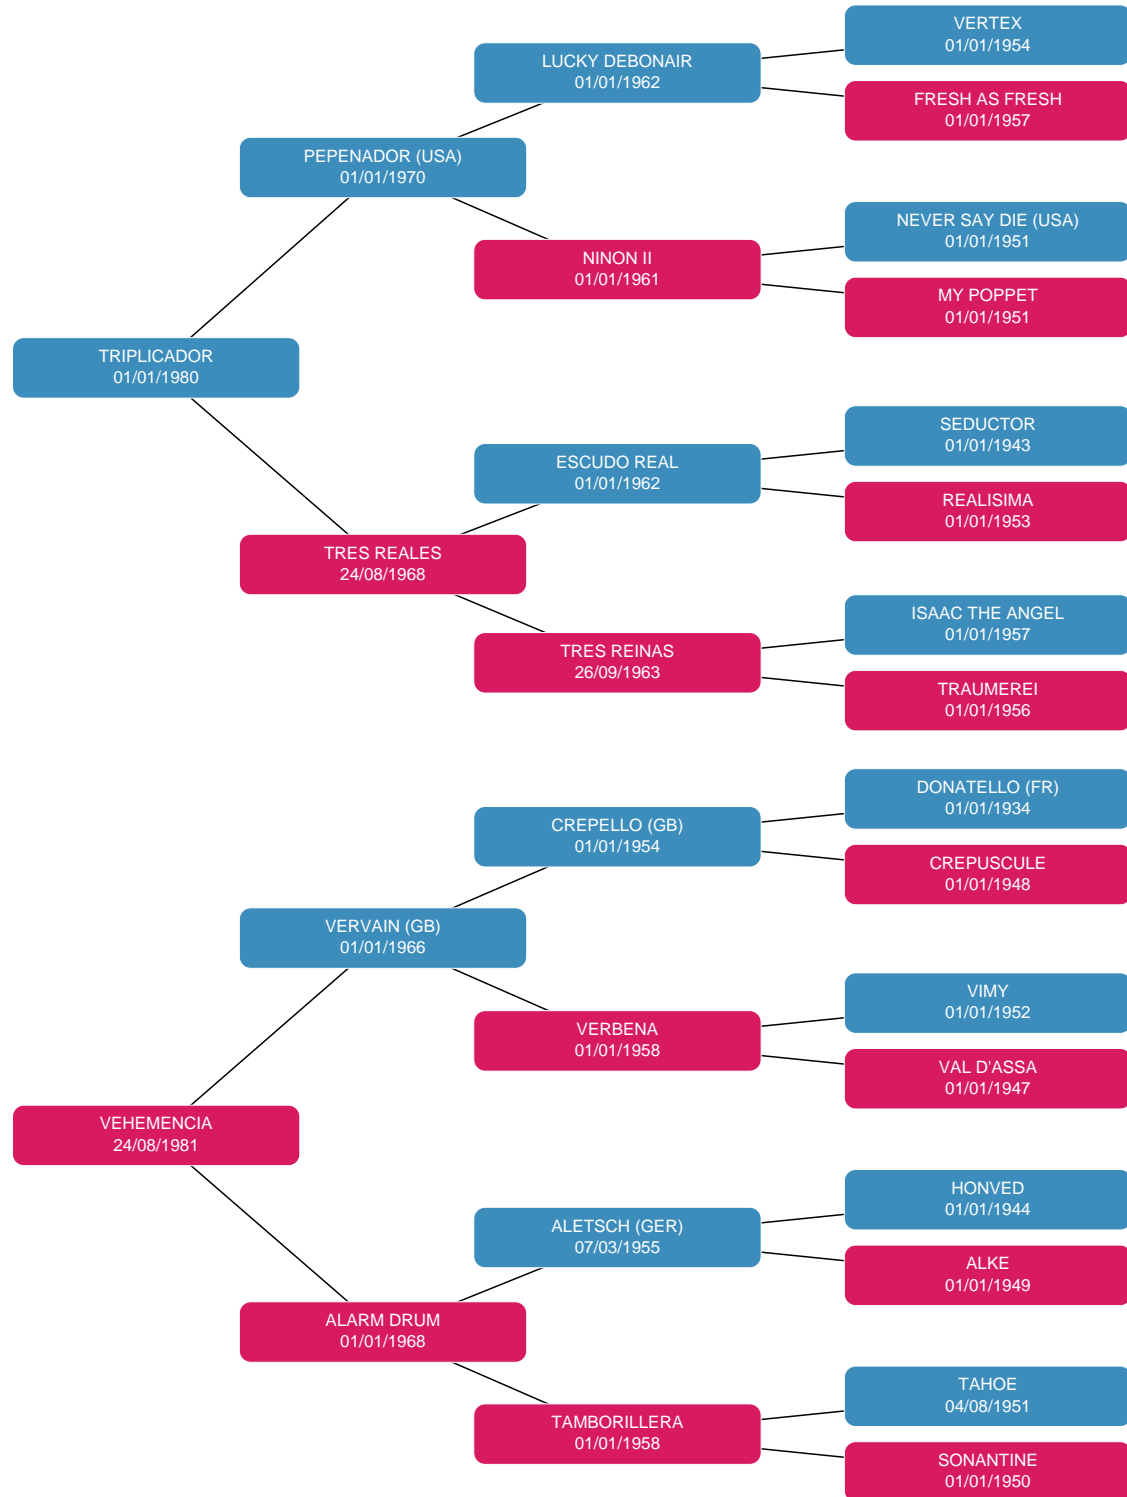 VERTEX
01/01/1954
LUCKY DEBONAIR
01/01/1962
FRESH AS FRESH
01/01/1957
PEPENADOR (USA)
01/01/1970
NEVER SAY DIE (USA)
01/01/1951
NINON II
01/01/1961
MY POPPET
01/01/1951
TRIPLICADOR
01/01/1980
SEDUCTOR
01/01/1943
ESCUDO REAL
01/01/1962
REALISIMA
01/01/1953
TRES REALES
24/08/1968
ISAAC THE ANGEL
01/01/1957
TRES REINAS
26/09/1963
TRAUMEREI
01/01/1956
DONATELLO (FR)
01/01/1934
CREPELLO (GB)
01/01/1954
CREPUSCULE
01/01/1948
VERVAIN (GB)
01/01/1966
VIMY
01/01/1952
VERBENA
01/01/1958
VAL D'ASSA
01/01/1947
VEHEMENCIA
24/08/1981
HONVED
01/01/1944
ALETSCH (GER)
07/03/1955
ALKE
01/01/1949
ALARM DRUM
01/01/1968
TAHOE
04/08/1951
TAMBORILLERA
01/01/1958
SONANTINE
01/01/1950